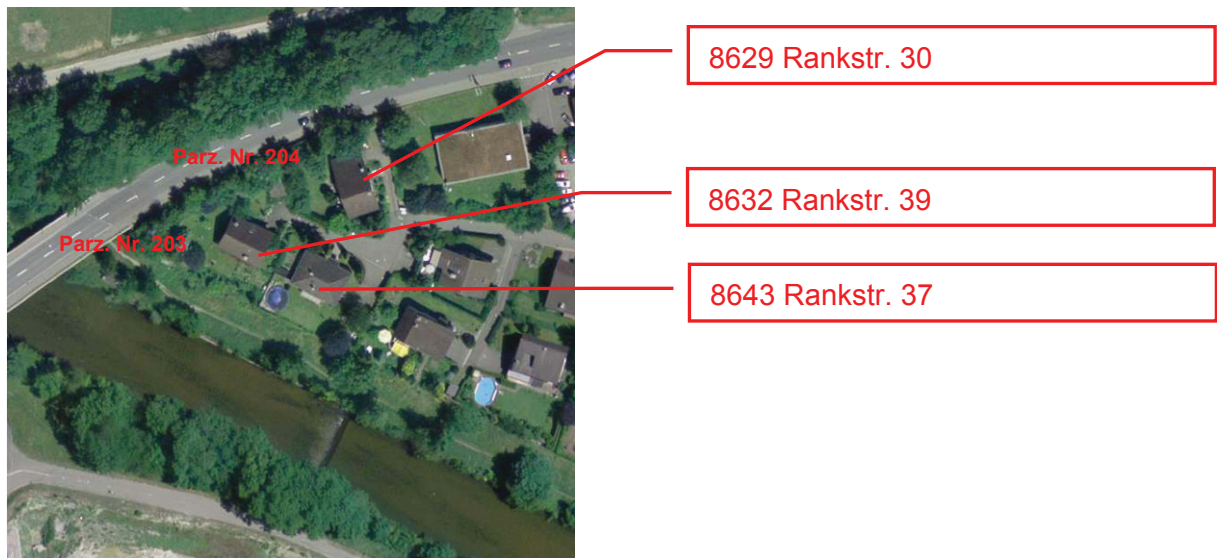 8629 Rankstr. 30
Parz. Nr. 204
8632 Rankstr. 39
Parz. Nr. 203
8643 Rankstr. 37